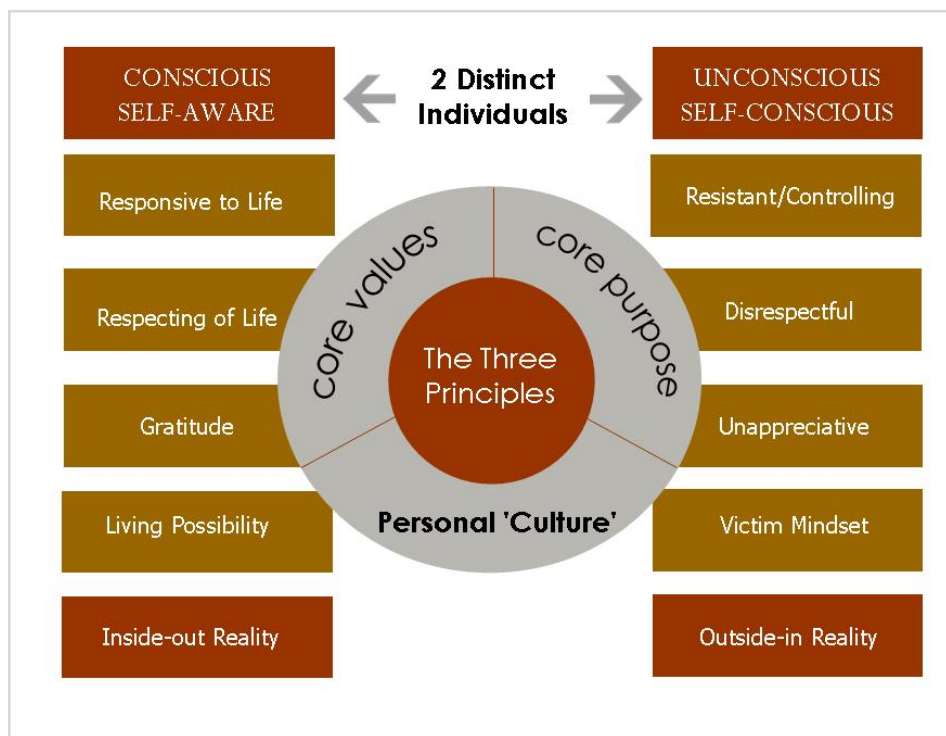 CONSCIOUS
SELF-AWARE
2 Distinct
Individuals
UNCONSCIOUS
SELF-CONSCIOUS
Responsive to Life
Resistant/Controlling
core values
core purpose
Respecting of Life
Disrespectful
The Three
Principles
Gratitude
Unappreciative
Living Possibility
Personal 'Culture'
Victim Mindset
Inside-out Reality
Outside-in Reality